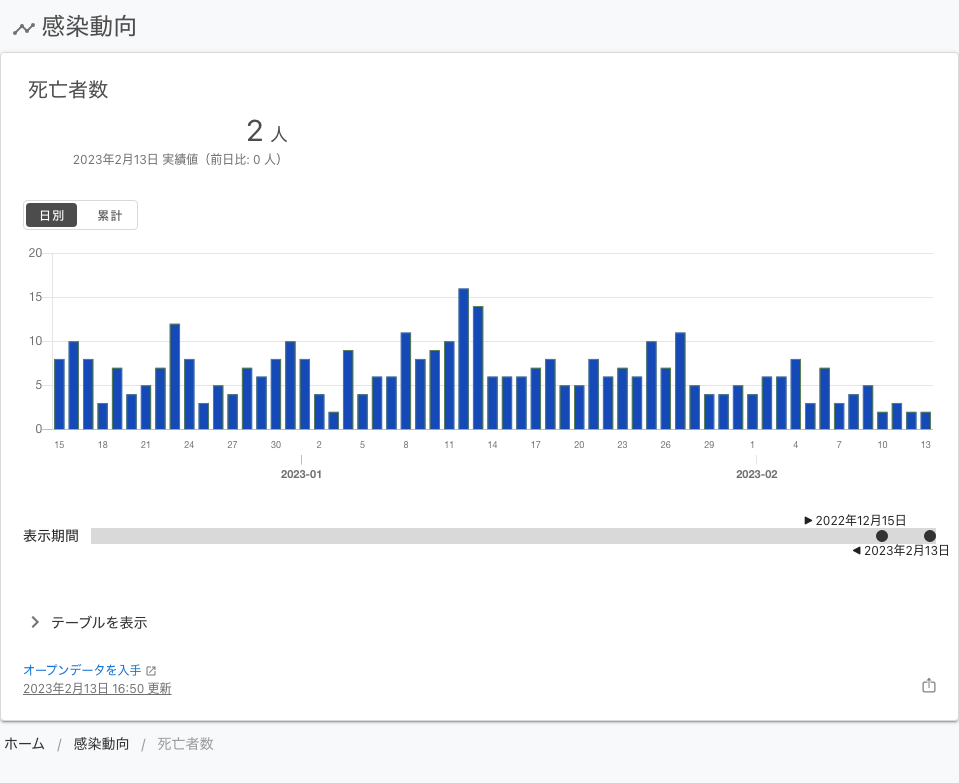 感染動向
死亡者数
2 人
2023年2月13日 実績値（前日比: 0 人）
日別 累計
20
15
10
5
0
15 18 21 24 27 30 2 5 8 11 14 17 20 23 26 29 1 4 7 10 13
2023-01 2023-02
▶ 2022年12月15日
表示期間
◀ 2023年2月13日
テーブルを表示
オープンデータを入手
2023年2月13日 16:50 更新
ホーム / 感染動向 / 死亡者数